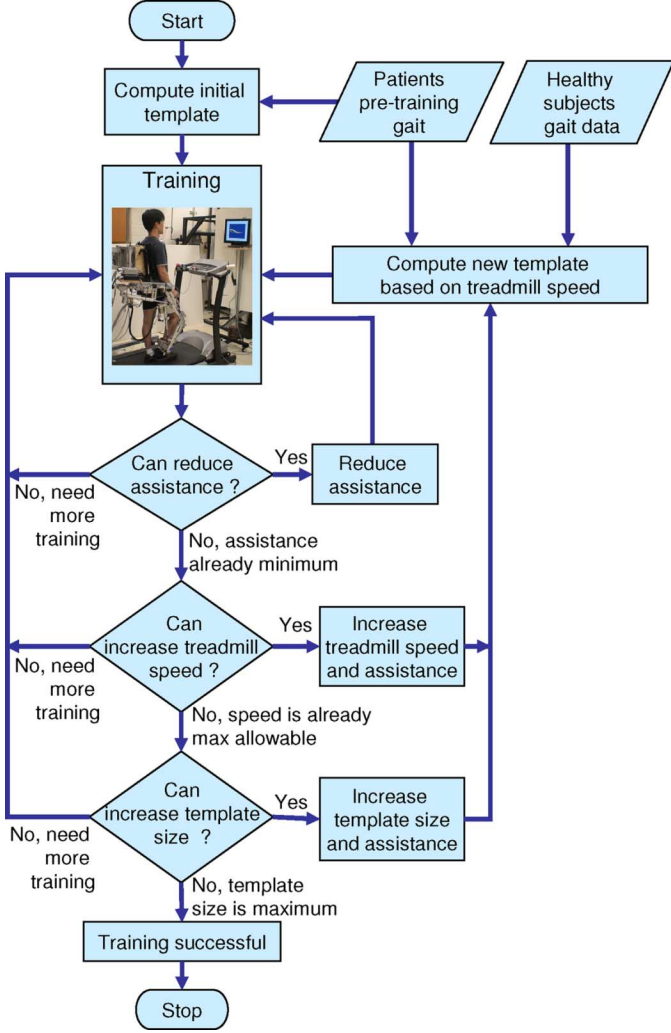 Start
Compute initial
template
Patients
pre-training
gait
Healthy
subjects
gait data
Training
Compute new template
based on treadmill speed
Can reduce
assistance ?
Yes
Reduce
assistance
No, need
more
training
No, assistance
already minimum
Can
increase treadmill
speed ?
Yes
Increase
treadmill speed
and assistance
No, need
more
training
No, speed is already
max allowable
Can
increase template
size ?
Yes
Increase
template size
and assistance
No, need
more
training
No, template
size is maximum
Training successful
Stop